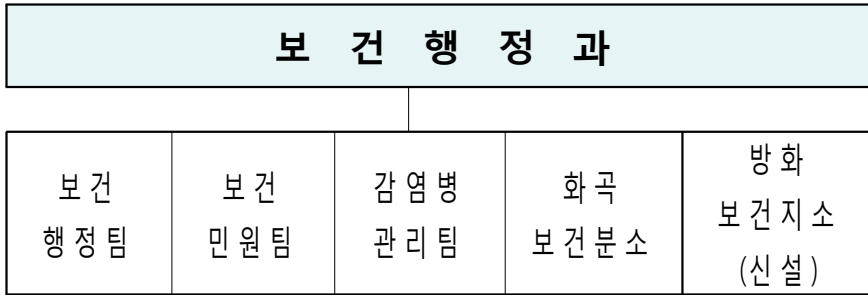 보 건 행 정 과
보 건
행 정 팀
보 건
민 원 팀
감 염 병
관 리 팀
화 곡
보 건 분 소
방 화
보 건 지 소
(신 설)